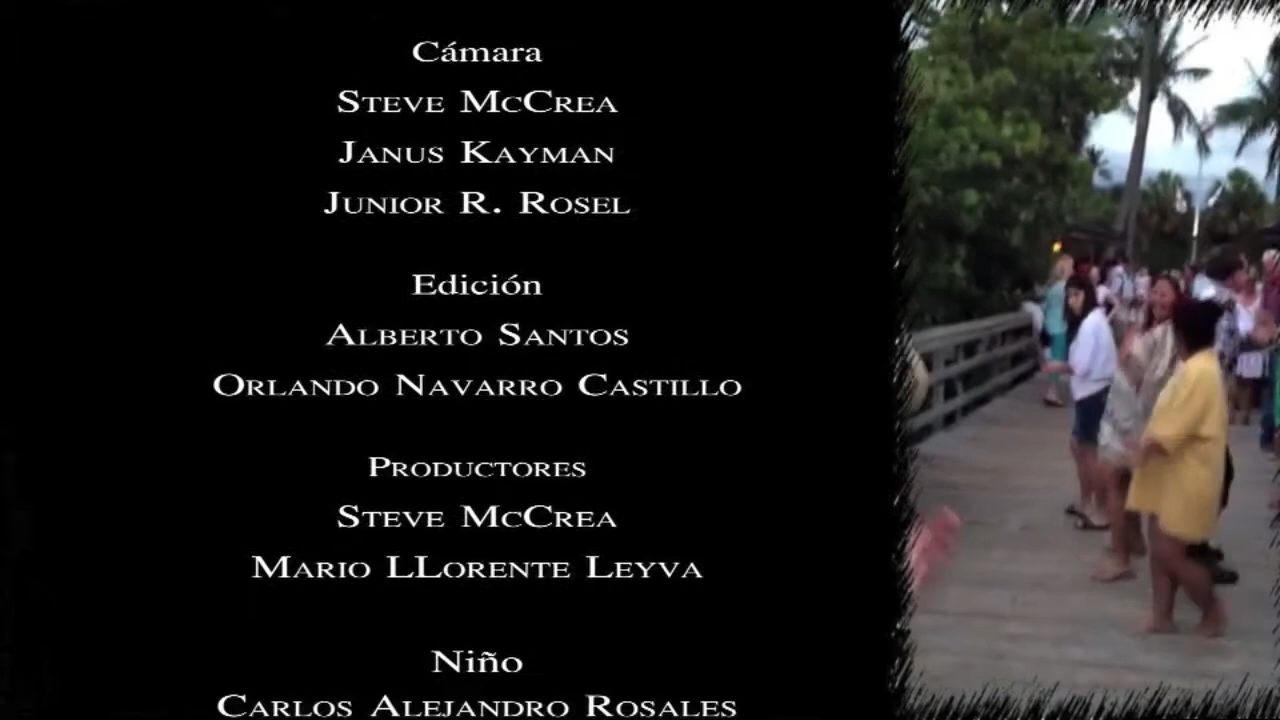 Cámara
STEVE MCCREA
JANUS KAYMAN
JUNIOR R. ROSEL
Edición
ALBERTO SANTOS
ORLANDO NAVARRO CASTILLO
PRODUCTORES
STEVE MCCREA
MARIO LLORENTE LEYVA
Niño
CARLOS ALEJANDRO ROSALES